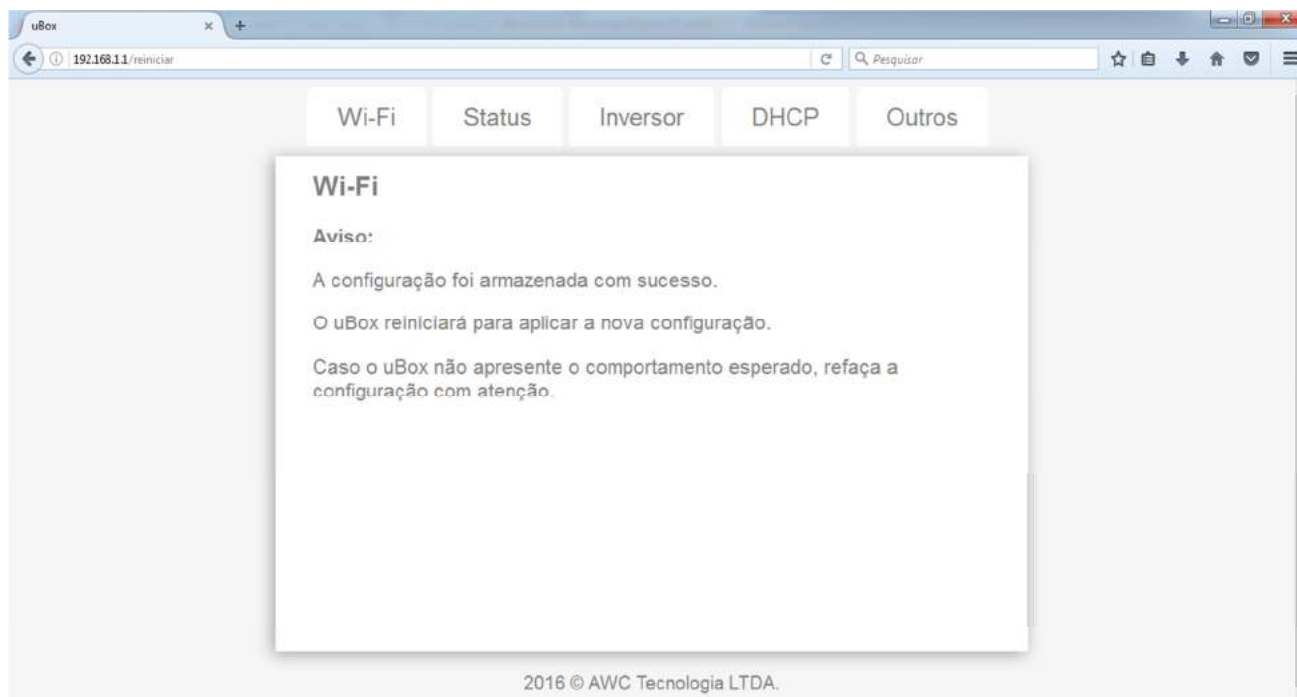 uBox
192.168.1.1/reiniciar
Pesquisar
Wi-Fi Status Inversor DHCP Outros
Wi-Fi
Aviso:
A configuração foi armazenada com sucesso.
O uBox reiniciará para aplicar a nova configuração.
Caso o uBox não apresente o comportamento esperado, refaça a
configuração com atenção.
2016 © AWC Tecnologia LTDA.